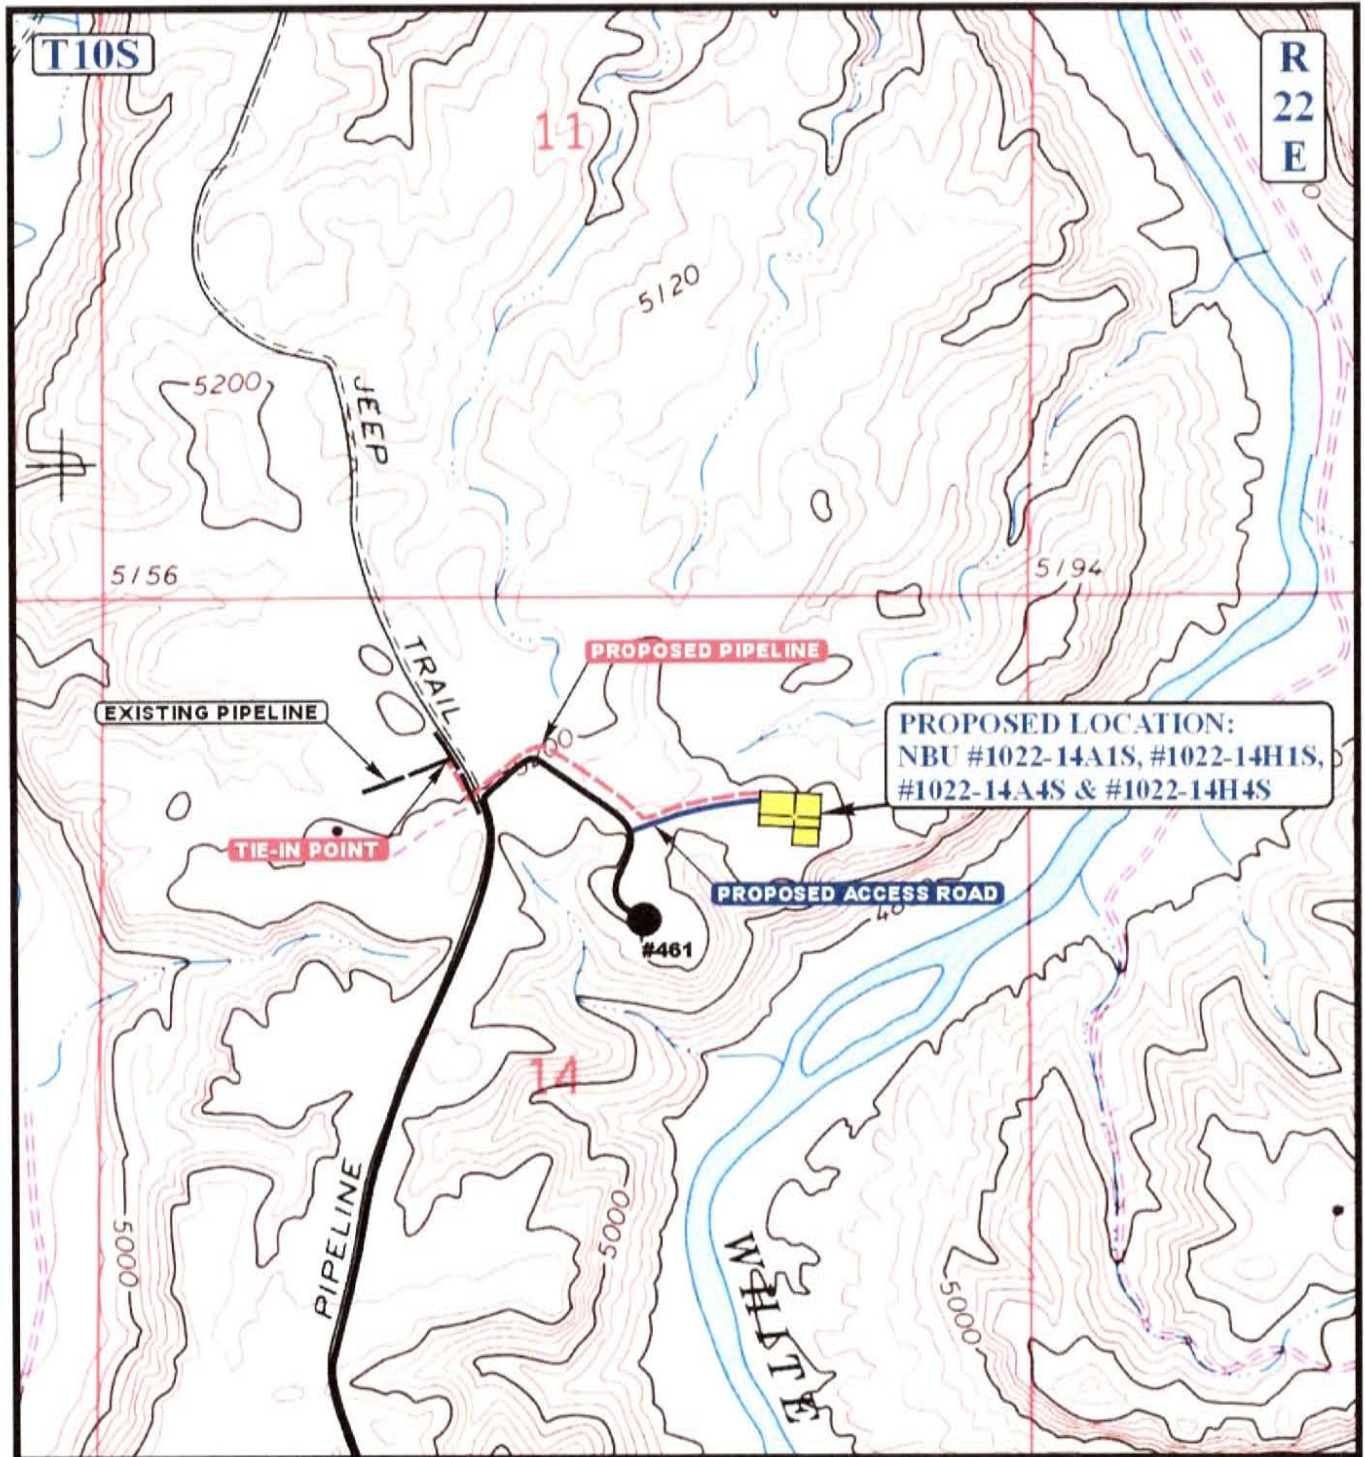 T10S
R
22
E
11
5120
5200
JEEP
5156
5194
TRAIL
PROPOSED PIPELINE
EXISTING PIPELINE
PROPOSED LOCATION:
NBU #1022-14A1S, #1022-14H1S,
#1022-14A4S & #1022-14H4S
TIE-IN POINT
PROPOSED ACCESS ROAD
#461
14
PIPELINE
5000
5000
5000
WHITE